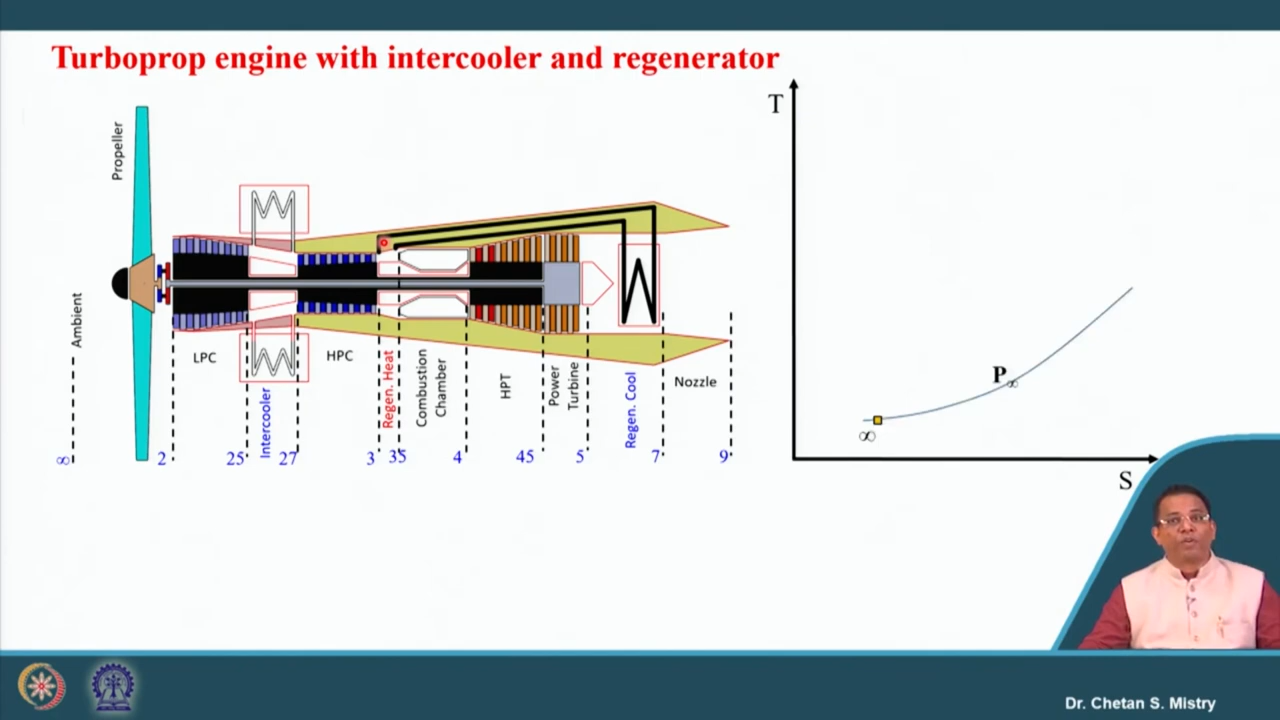 Turboprop engine with intercooler and regenerator
Propeller
Ambient
LPC
Intercooler
HPC
Regen. Heat
Combustion
Chamber
HPT
Power
Turbine
Regen. Cool
Nozzle
∞ 2 25 27 3 35 4 45 5 7 9
T
P∞
∞
S
Dr. Chetan S. Mistry